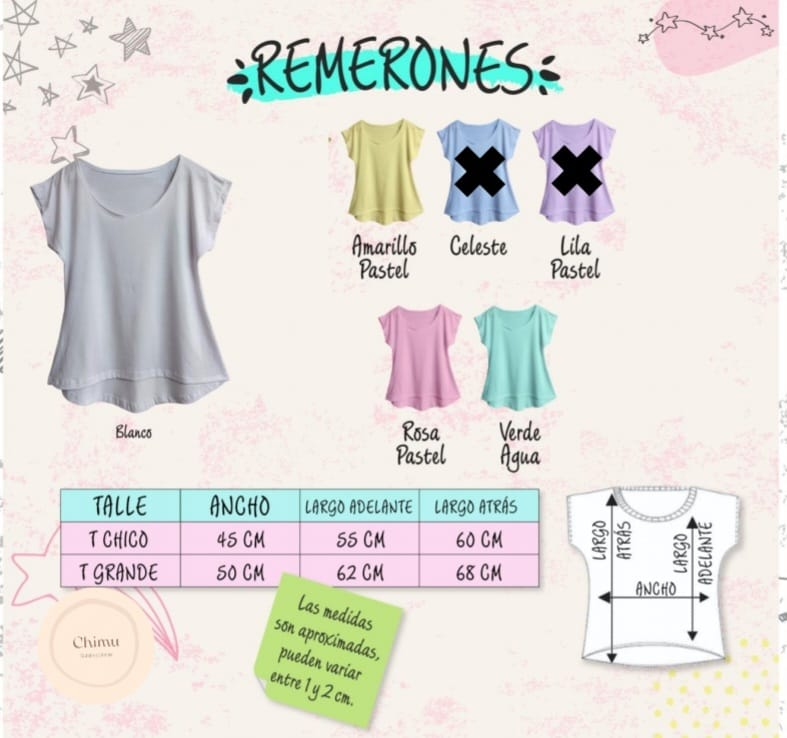 REMERONES
Amarillo
Pastel
Celeste
Lila
Pastel
Rosa
Pastel
Verde
Agua
Blanco
TALLE ANCHO LARGO ADELANTE LARGO ATRÁS
T CHICO 45 CM 55 CM 60 CM
T GRANDE 50 CM 62 CM 68 CM
LARGO
ATRÁS
LARGO
ADELANTE
ANCHO
Las medidas
son aproximadas,
pueden variar
entre 1 y 2 cm.
Chimu